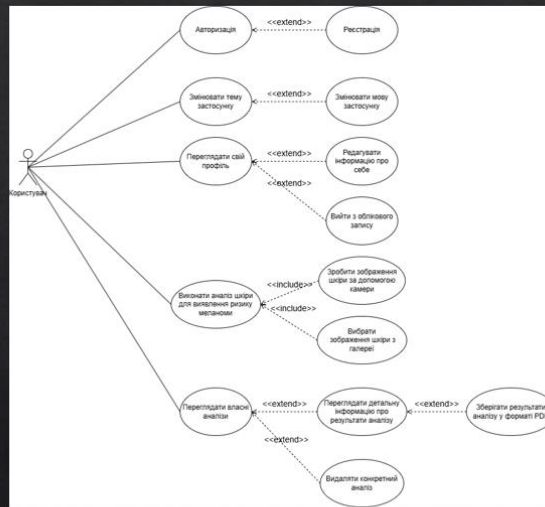 Авторизація
<<extend>>
Реєстрація
Змінювати тему
застосунку
<<extend>>
Змінювати мову
застосунку
Користувач
Переглядати свій
профіль
<<extend>>
Редагувати
інформацію про
себе
<<extend>>
Вийти з облікового
запису
Виконати аналіз шкіри
для виявлення ризику
меланоми
<<include>>
Зробити зображення
шкіри за допомогою
камери
<<include>>
Вибрати
зображення шкіри з
галереї
Переглядати власні
аналізи
<<extend>>
Переглядати детальну
інформацію про
результати аналізу
<<extend>>
Зберігати результати
аналізу у форматі PD
<<extend>>
Видаляти конкретний
аналіз